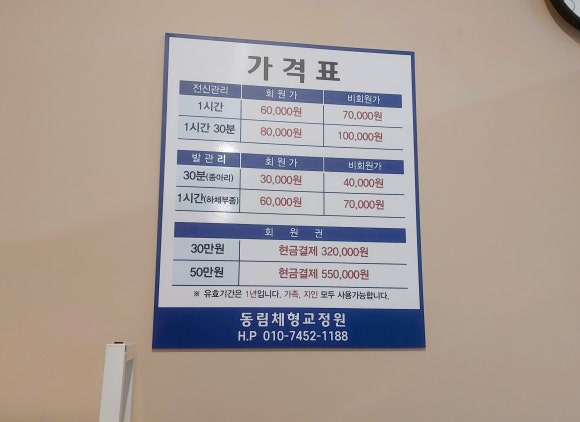 가격표
전신관리 회 원 가 비회원가
1시간 60,000원 70,000원
1시간 30분 80,000원 100,000원
발 관 리 회 원 가 비회원가
30분(종아리) 30,000원 40,000원
1시간(하체부종) 60,000원 70,000원
회 원 권
30만원 현금결제 320,000원
50만원 현금결제 550,000원
※ 유효기간은 1년입니다. 가족, 지인 모두 사용가능합니다.
동림체형교정원
H.P 010-7452-1188